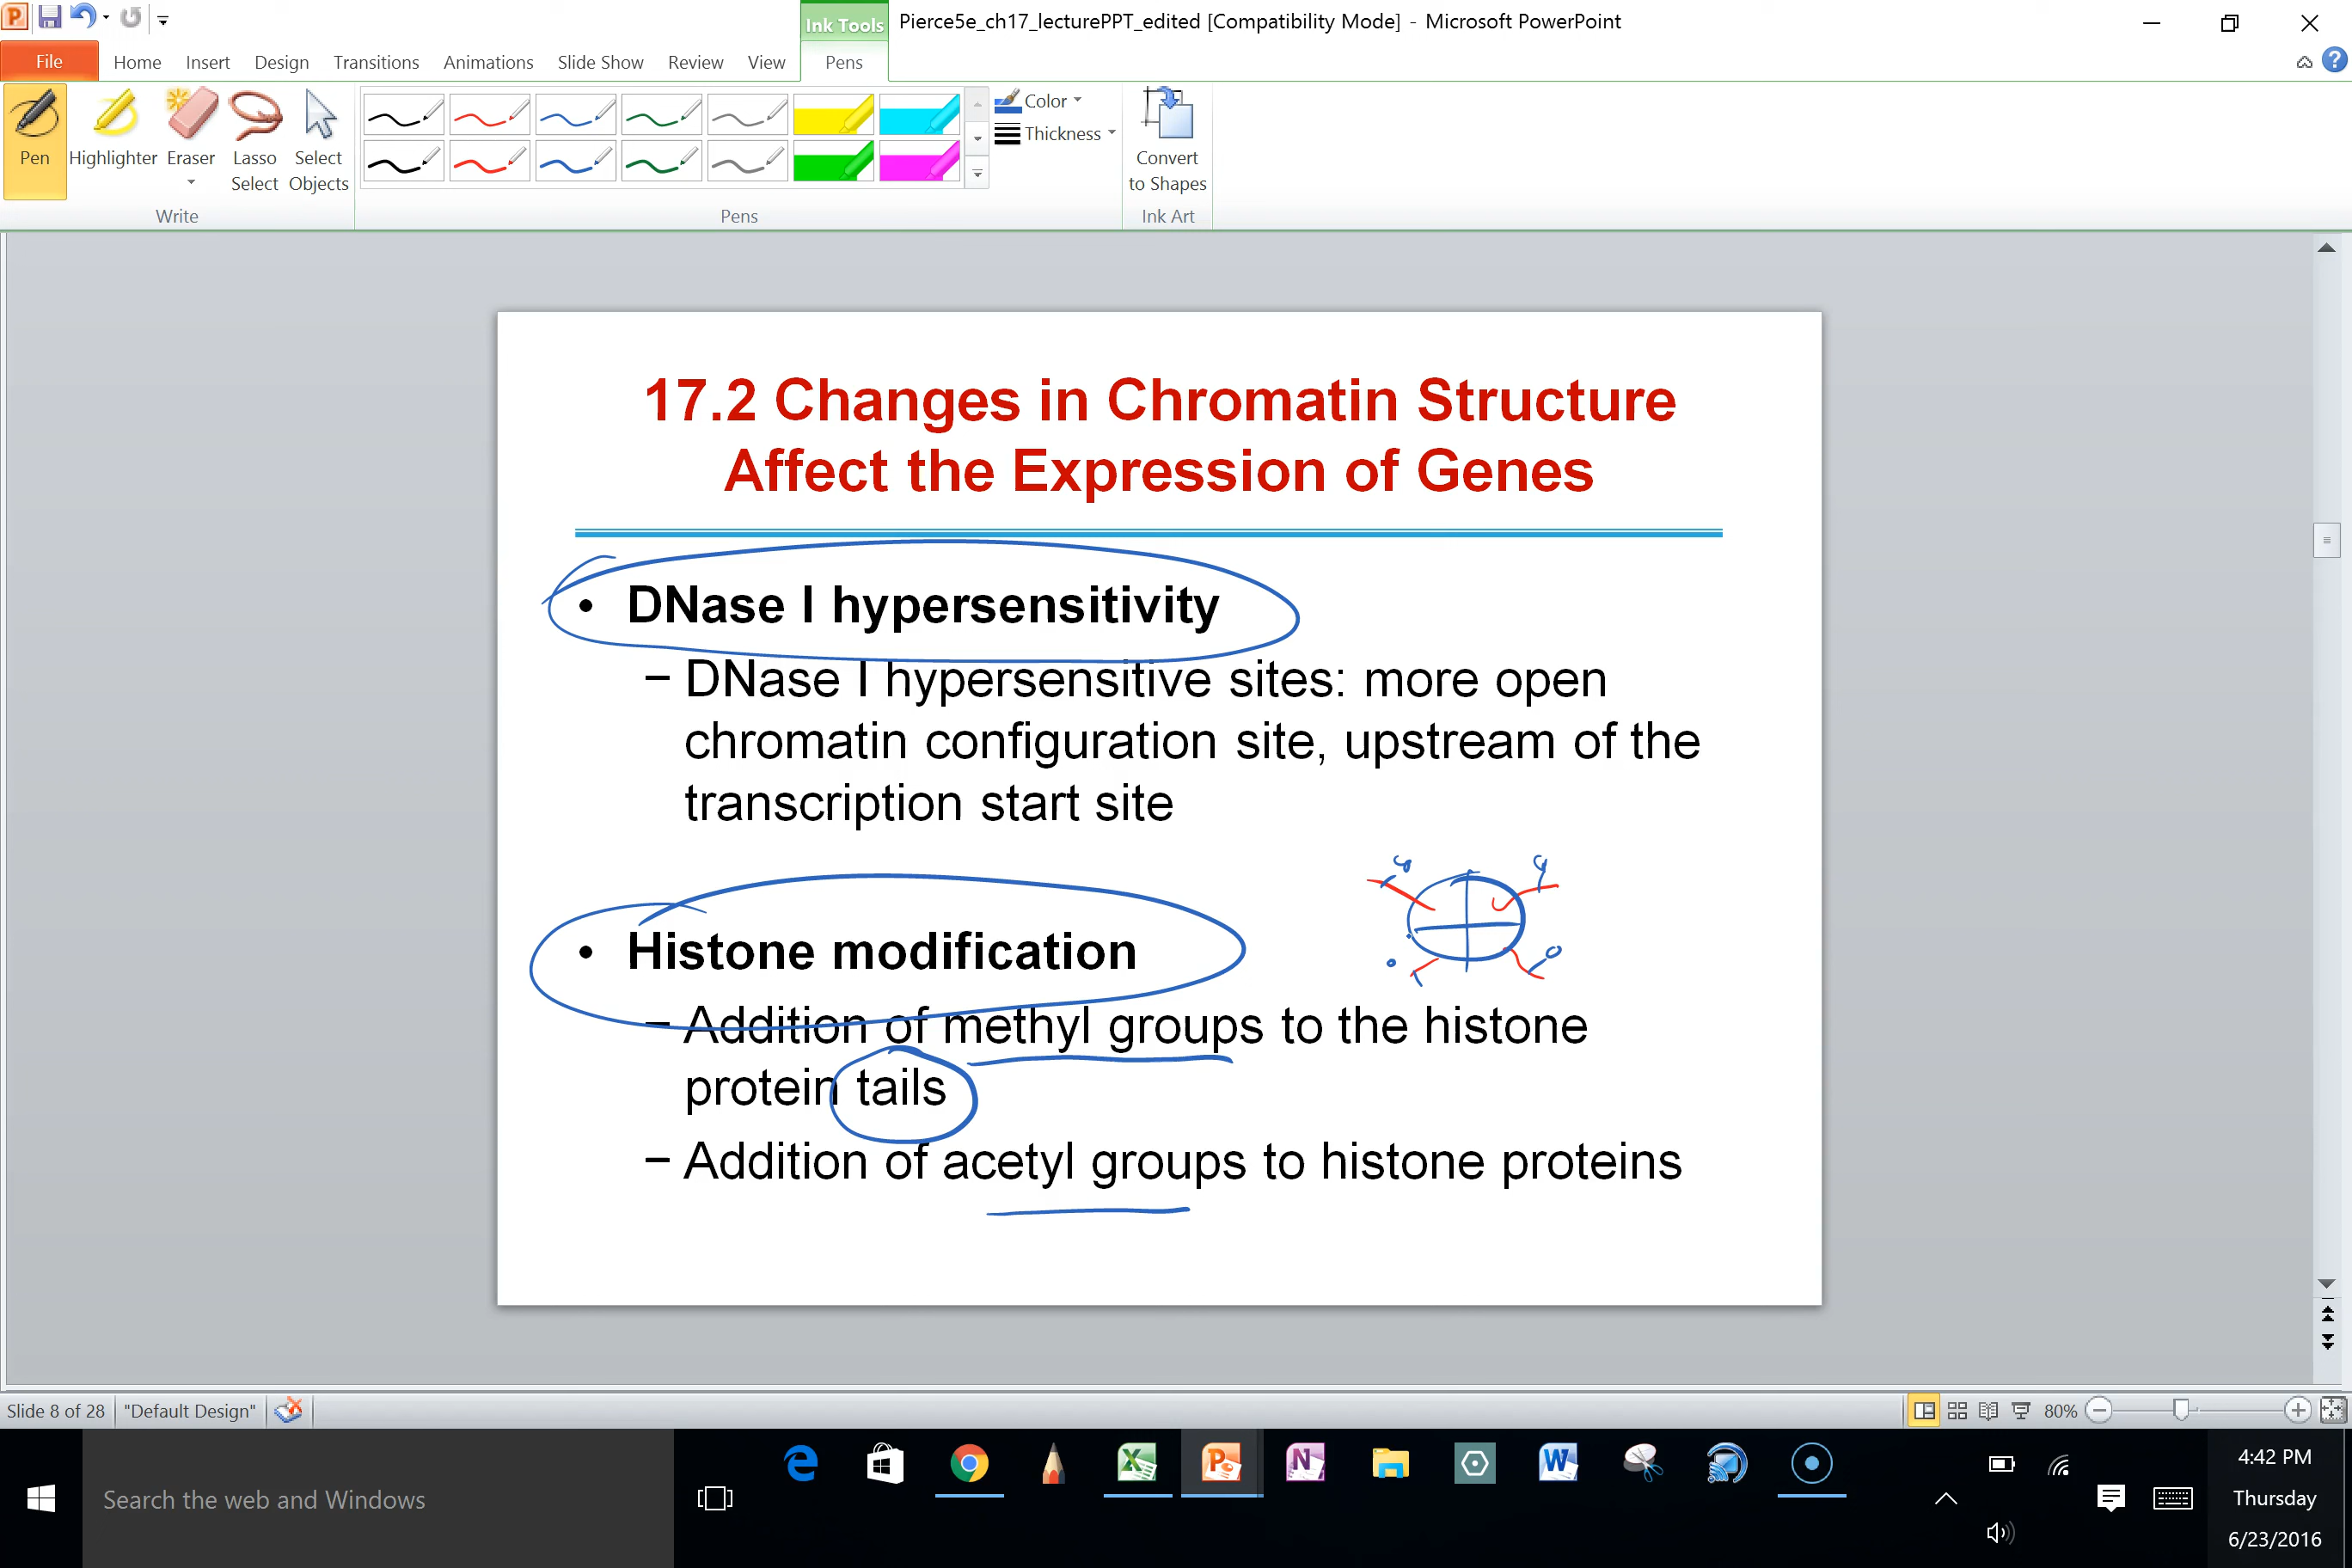 Ink Tools
Pierce5e_ch17_lecturePPT_edited [Compatibility Mode] - Microsoft PowerPoint
File Home Insert Design Transitions Animations Slide Show Review View Pens
Pen Highlighter Eraser Lasso Select Select Objects
Color
Thickness
Convert to Shapes
Write Pens Ink Art
17.2 Changes in Chromatin Structure
Affect the Expression of Genes
• DNase I hypersensitivity
– DNase I hypersensitive sites: more open
chromatin configuration site, upstream of the
transcription start site
• Histone modification
– Addition of methyl groups to the histone
protein tails
– Addition of acetyl groups to histone proteins
Slide 8 of 28 "Default Design" 80%
Search the web and Windows
4:42 PM
Thursday
6/23/2016